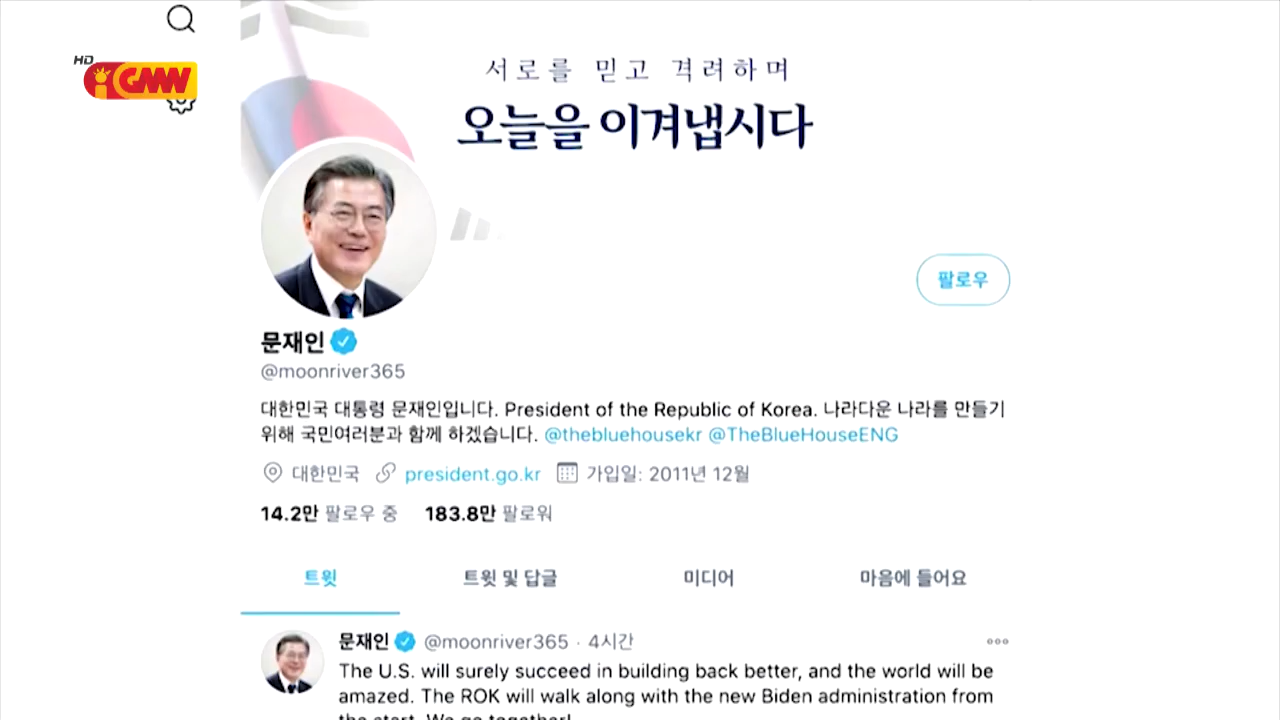 HD
iGMW
서로를 믿고 격려하며
오늘을 이겨냅시다
팔로우
문재인
@moonriver365
대한민국 대통령 문재인입니다. President of the Republic of Korea. 나라다운 나라를 만들기
위해 국민여러분과 함께 하겠습니다. @thebluehousekr @TheBlueHouseENG
대한민국 president.go.kr 가입일: 2011년 12월
14.2만 팔로우 중 183.8만 팔로워
트윗 트윗 및 답글 미디어 마음에 들어요
문재인 @moonriver365 · 4시간
The U.S. will surely succeed in building back better, and the world will be
amazed. The ROK will walk along with the new Biden administration from
the start. We go together!